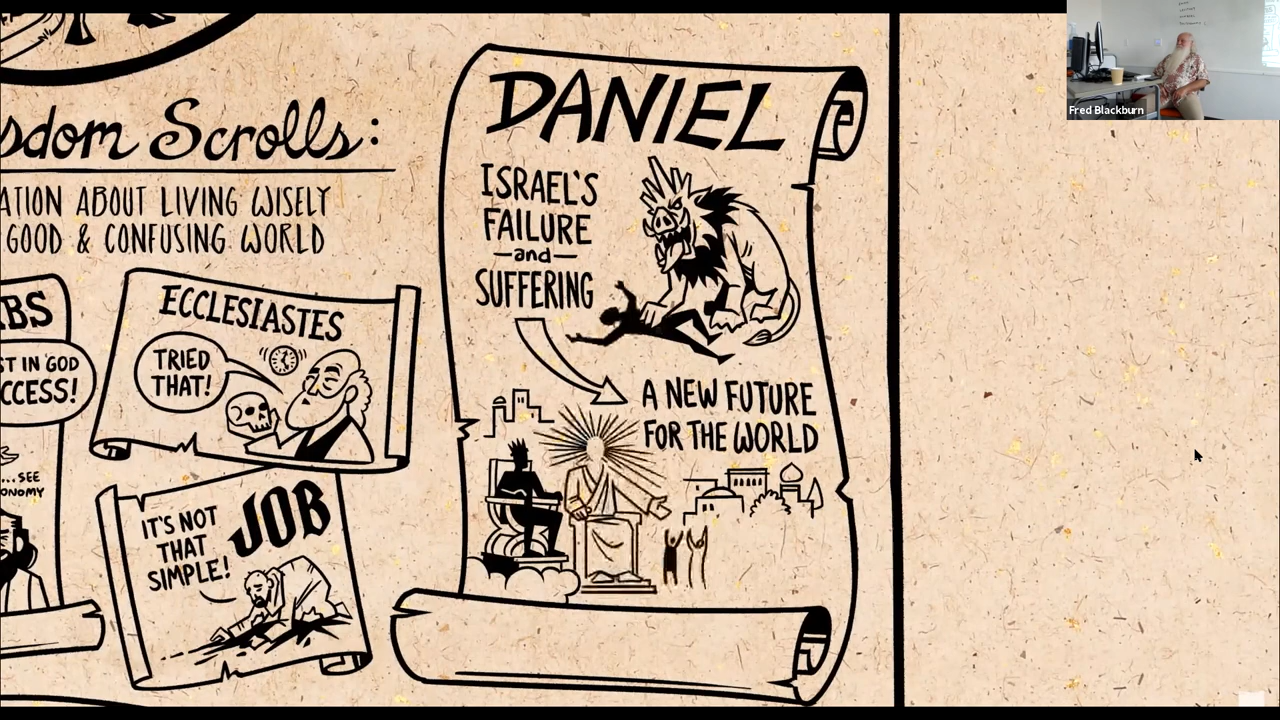 sdom Scrolls:
ATION ABOUT LIVING WISELY
GOOD & CONFUSING WORLD
BS
ST IN GOD
CCESS!
...SEE
ONOMY
ECCLESIASTES
TRIED
THAT!
IT'S NOT
THAT
SIMPLE!
JOB
DANIEL
ISRAEL'S
FAILURE
—and—
SUFFERING
A NEW FUTURE
FOR THE WORLD
Fred Blackburn